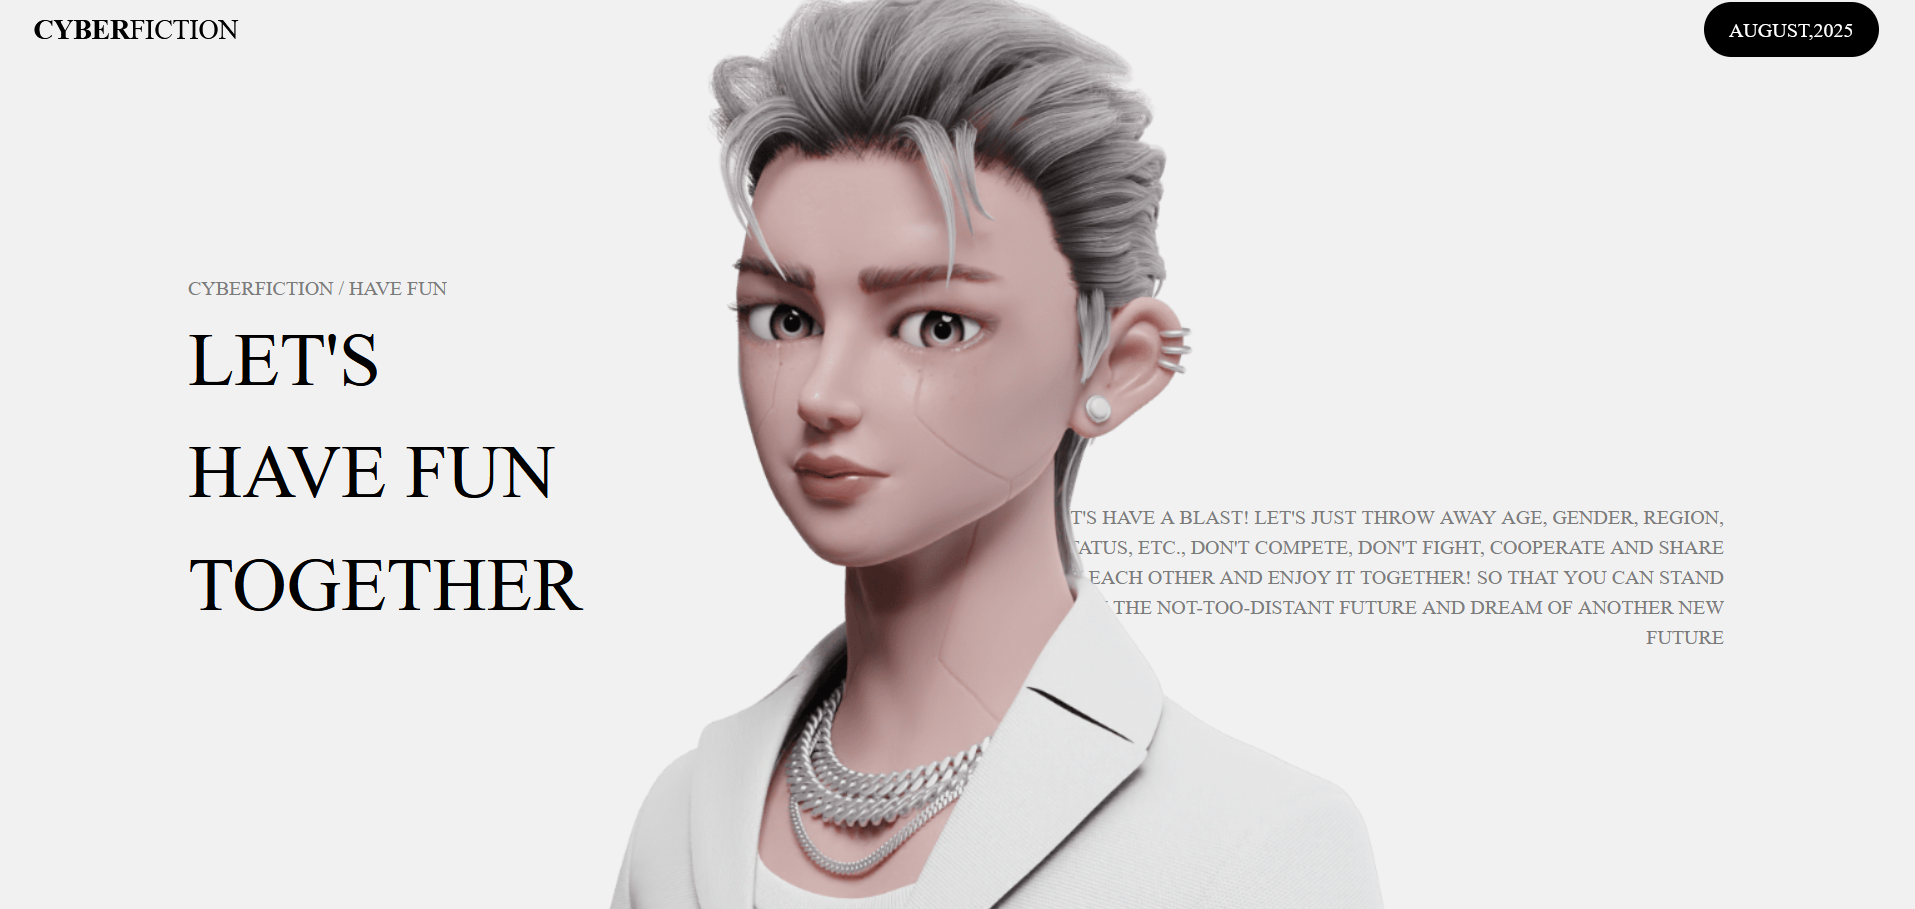 CYBERFICTION
AUGUST,2025
CYBERFICTION / HAVE FUN
LET'S
HAVE FUN
TOGETHER
T'S HAVE A BLAST! LET'S JUST THROW AWAY AGE, GENDER, REGION,
TATUS, ETC., DON'T COMPETE, DON'T FIGHT, COOPERATE AND SHARE
EACH OTHER AND ENJOY IT TOGETHER! SO THAT YOU CAN STAND
THE NOT-TOO-DISTANT FUTURE AND DREAM OF ANOTHER NEW
FUTURE